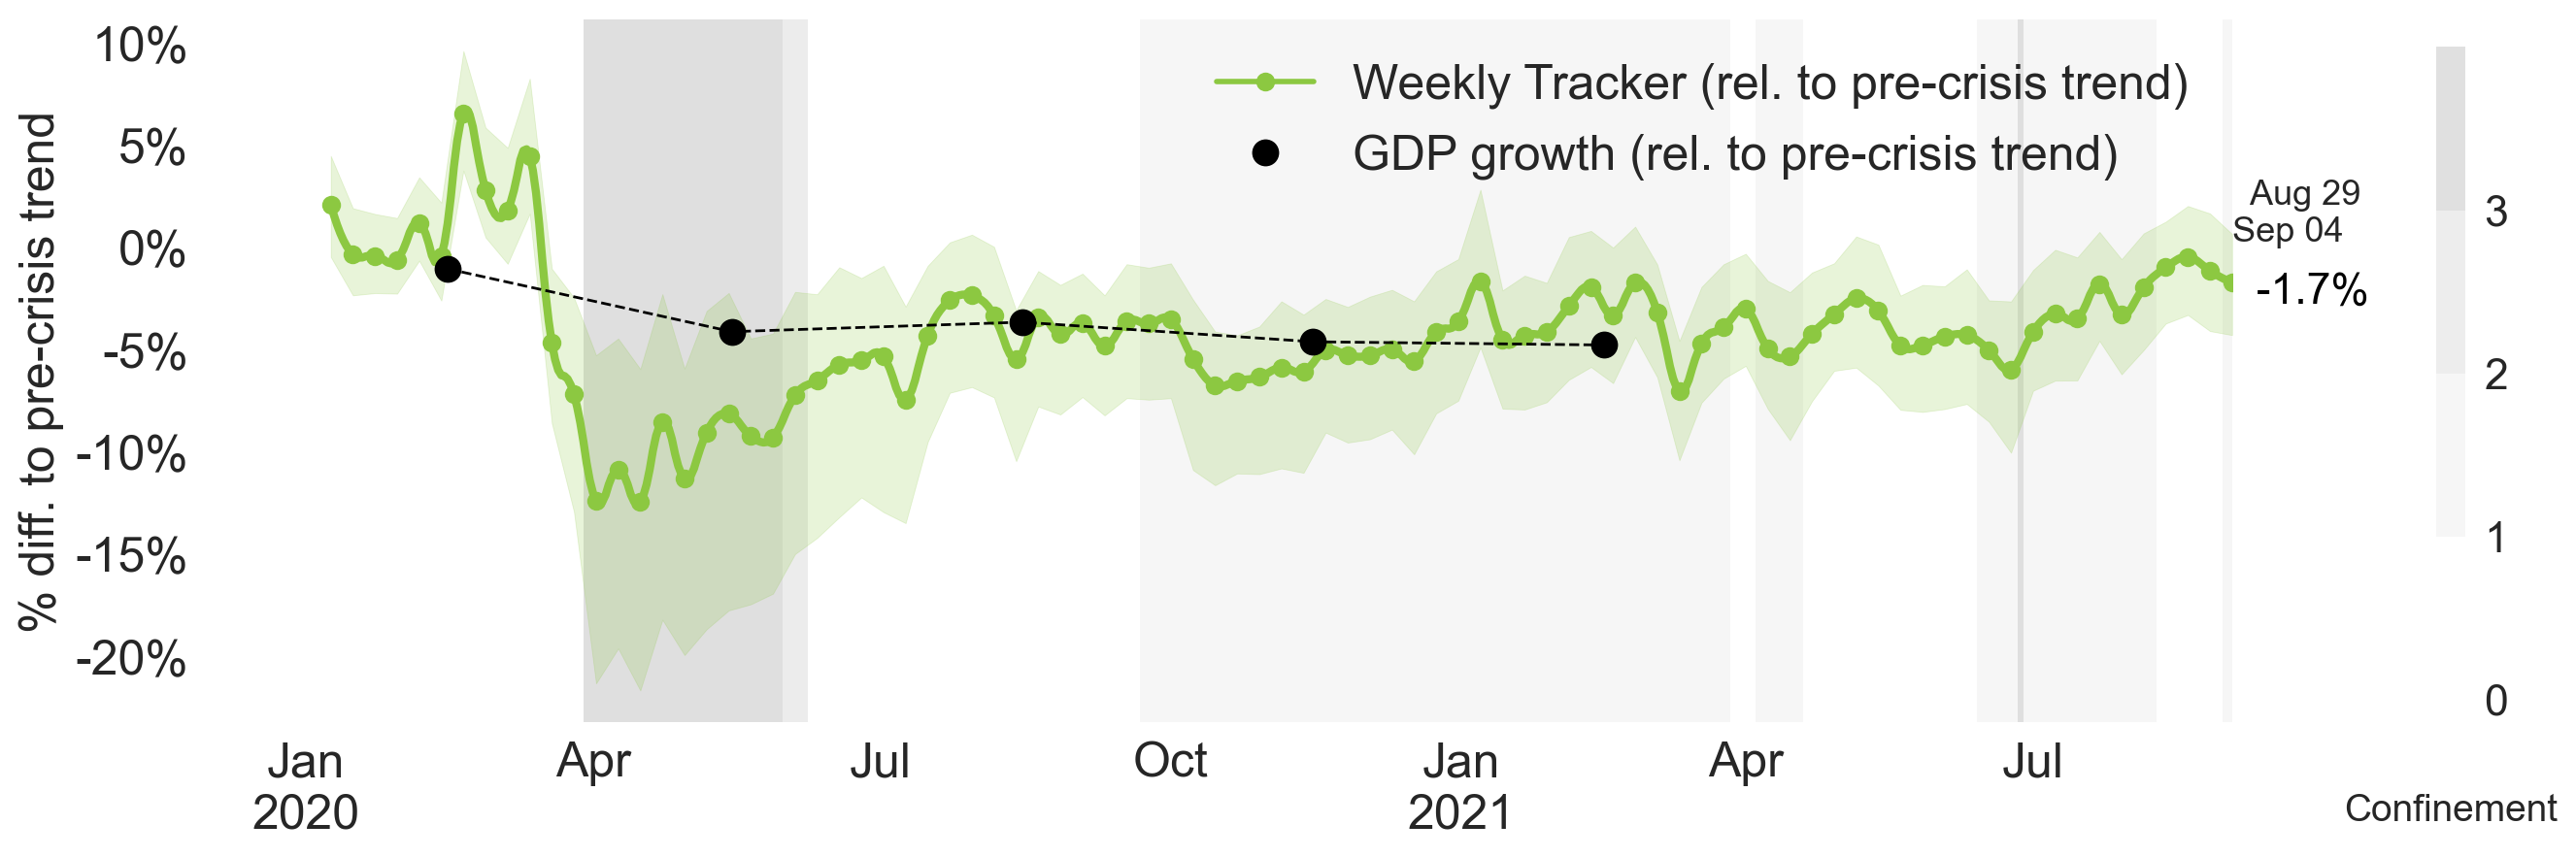 % diff. to pre-crisis trend
10%
5%
0%
-5%
-10%
-15%
-20%
Weekly Tracker (rel. to pre-crisis trend)
GDP growth (rel. to pre-crisis trend)
Aug 29
Sep 04
-1.7%
3
2
1
0
Jan
2020
Apr
Jul
Oct
Jan
2021
Apr
Jul
Confinement